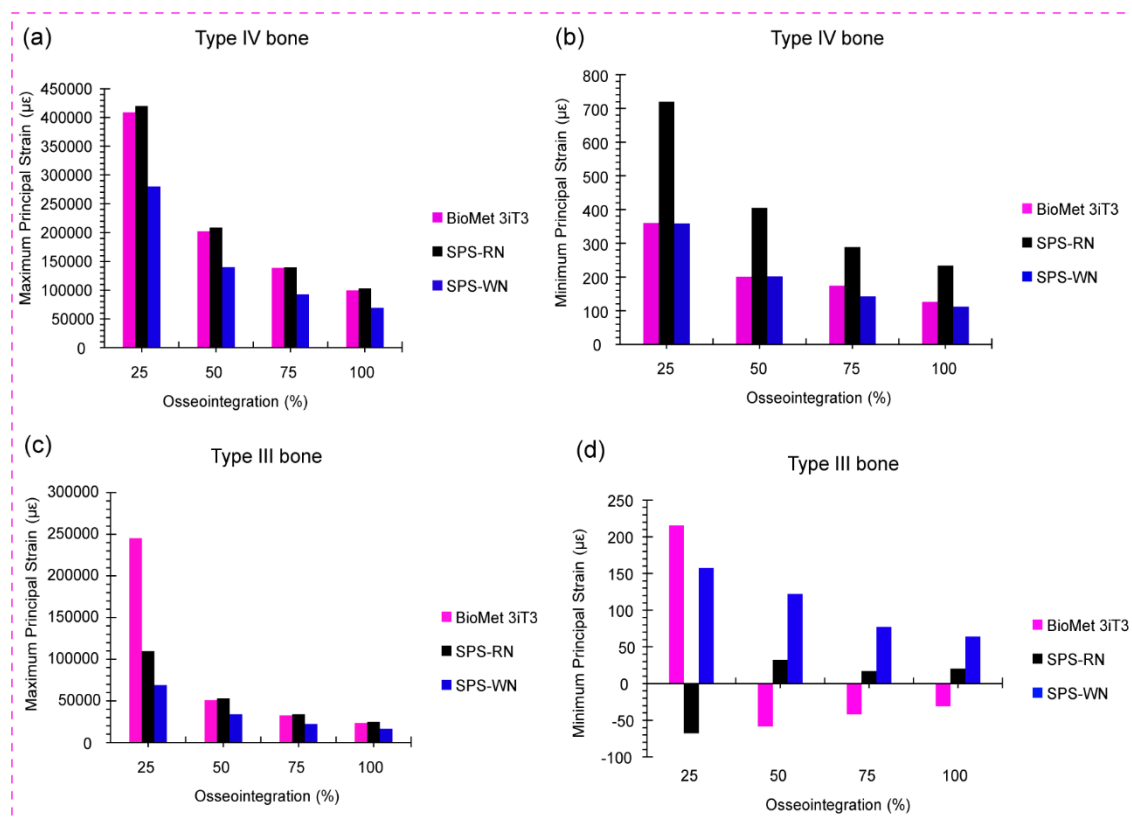 (a)
Type IV bone
Maximum Principal Strain (µε)
450000
400000
350000
300000
250000
200000
150000
100000
50000
0
25 50 75 100
Osseointegration (%)
BioMet 3iT3
SPS-RN
SPS-WN
(b)
Type IV bone
Minimum Principal Strain (µε)
800
700
600
500
400
300
200
100
0
25 50 75 100
Osseointegration (%)
BioMet 3iT3
SPS-RN
SPS-WN
(c)
Type III bone
Maximum Principal Strain (µε)
300000
250000
200000
150000
100000
50000
0
25 50 75 100
Osseointegration (%)
BioMet 3iT3
SPS-RN
SPS-WN
(d)
Type III bone
Minimum Principal Strain (µε)
250
200
150
100
50
0
-50
-100
25 50 75 100
Osseointegration (%)
BioMet 3iT3
SPS-RN
SPS-WN